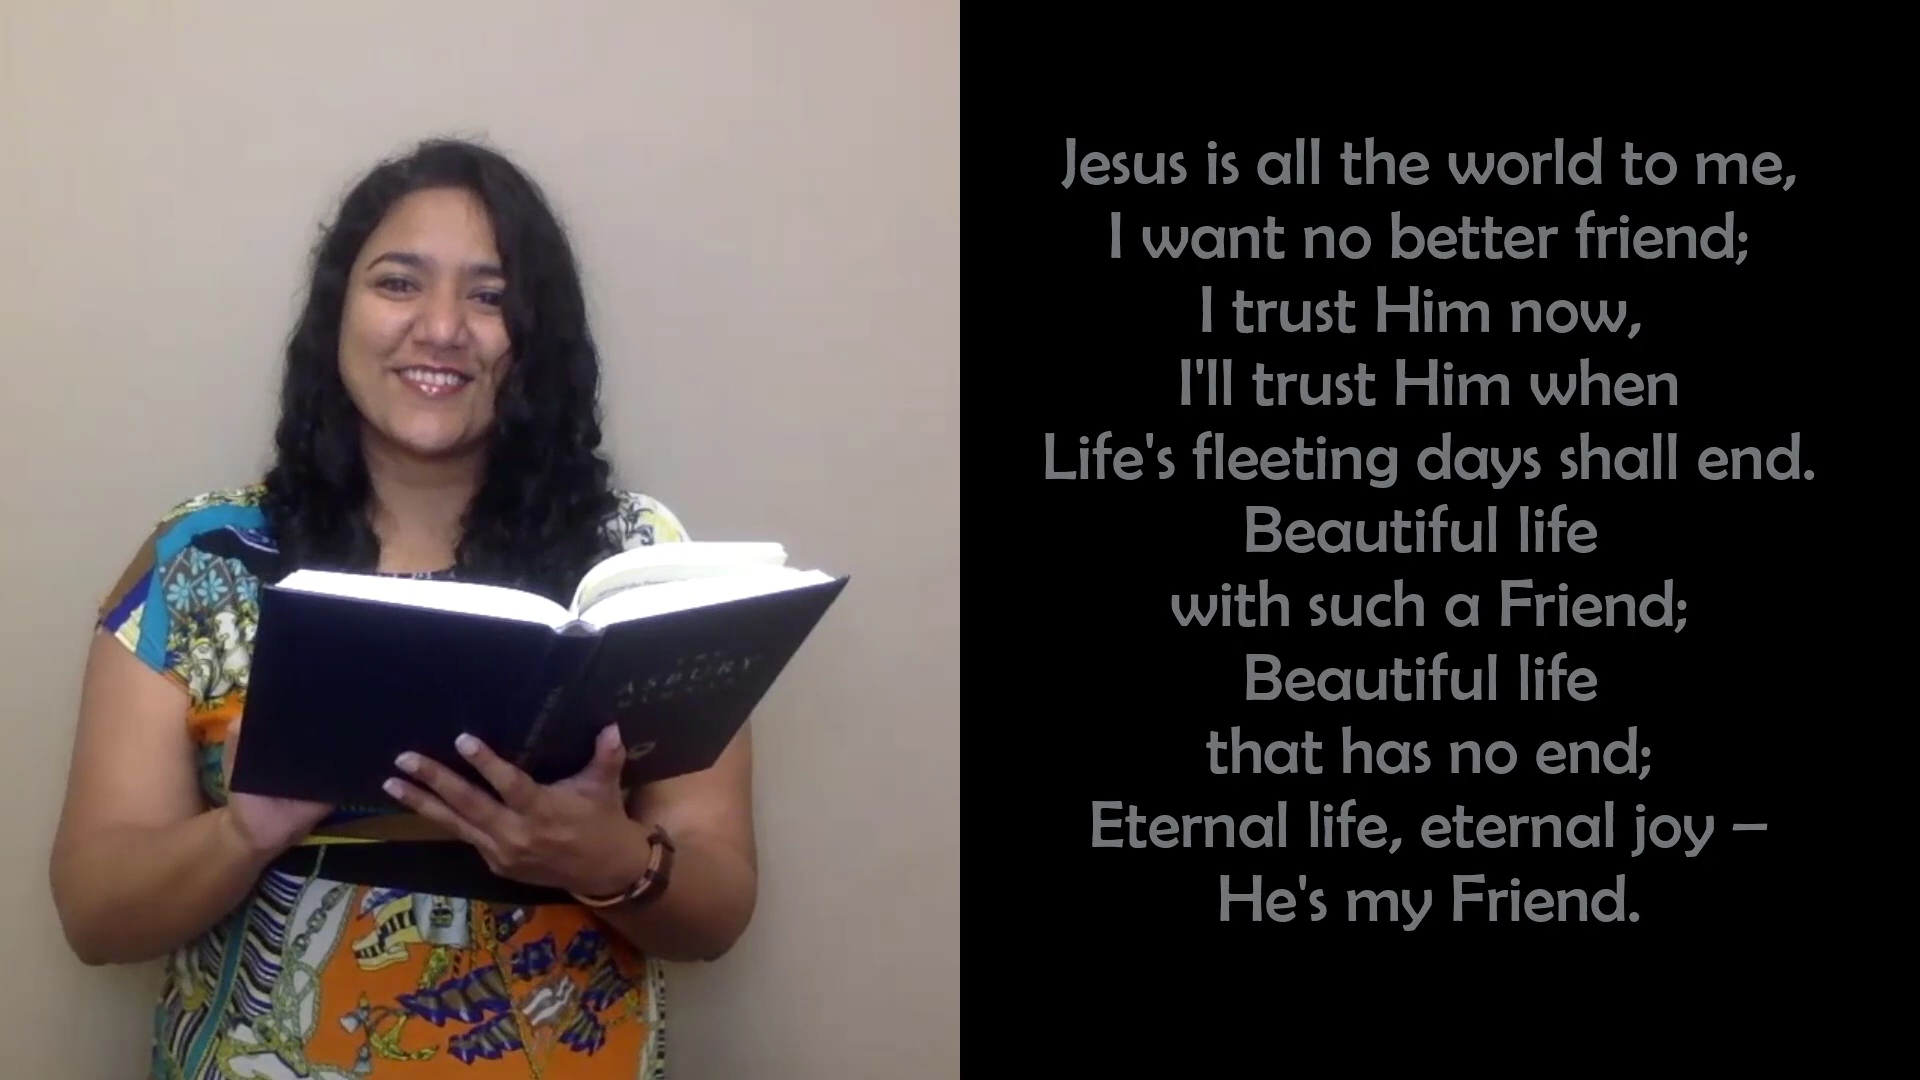 THE
ASBURY
Jesus is all the world to me,
I want no better friend;
I trust Him now,
I'll trust Him when
Life's fleeting days shall end.
Beautiful life
with such a Friend;
Beautiful life
that has no end;
Eternal life, eternal joy –
He's my Friend.